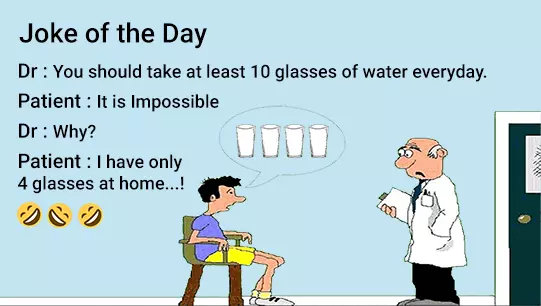 Joke of the Day
Dr : You should take at least 10 glasses of water everyday.
Patient : It is Impossible
Dr : Why?
Patient : I have only
4 glasses at home...!